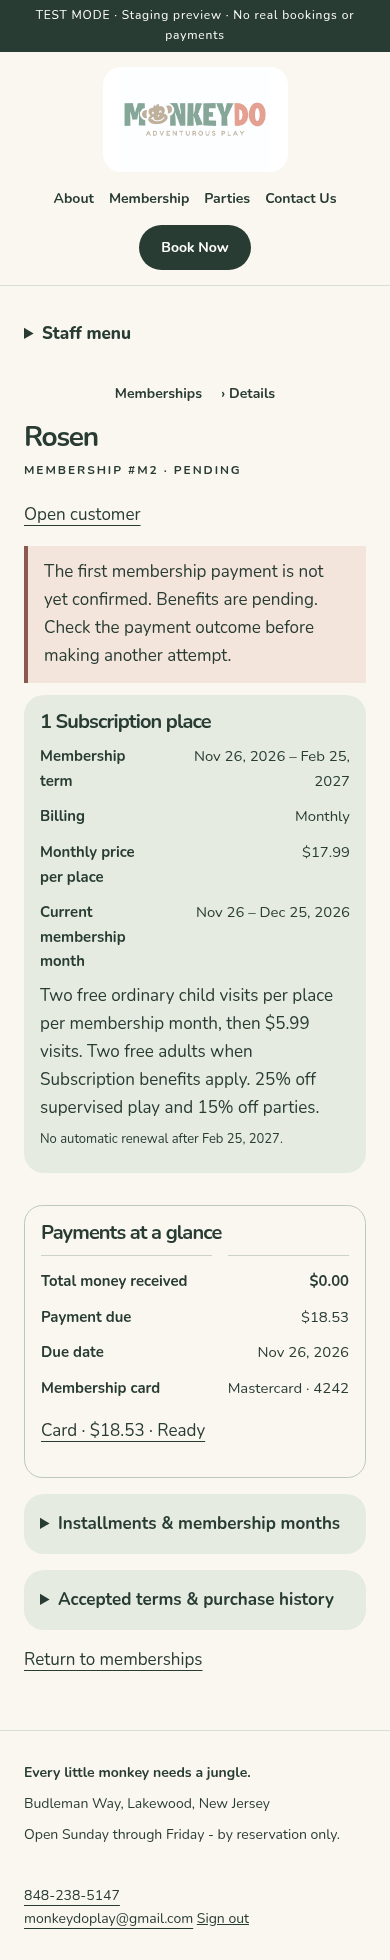 TEST MODE · Staging preview · No real bookings or
payments
MONKEYDO
ADVENTUROUS PLAY
About Membership Parties Contact Us
Book Now
Staff menu
Memberships › Details
Rosen
MEMBERSHIP #M2 · PENDING
Open customer
The first membership payment is not
yet confirmed. Benefits are pending.
Check the payment outcome before
making another attempt.
1 Subscription place
Membership term Nov 26, 2026 – Feb 25, 2027
Billing Monthly
Monthly price per place $17.99
Current membership month Nov 26 – Dec 25, 2026
Two free ordinary child visits per place
per membership month, then $5.99
visits. Two free adults when
Subscription benefits apply. 25% off
supervised play and 15% off parties.
No automatic renewal after Feb 25, 2027.
Payments at a glance
Total money received $0.00
Payment due $18.53
Due date Nov 26, 2026
Membership card Mastercard · 4242
Card · $18.53 · Ready
Installments & membership months
Accepted terms & purchase history
Return to memberships
Every little monkey needs a jungle.
Budleman Way, Lakewood, New Jersey
Open Sunday through Friday - by reservation only.
848-238-5147
monkeydoplay@gmail.com Sign out